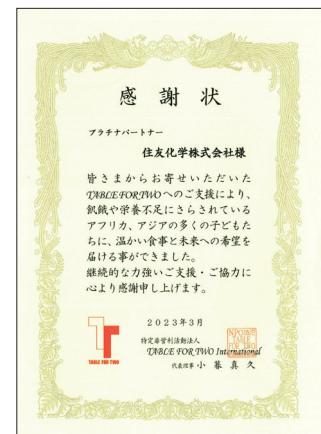 感謝状
プラチナパートナー
住友化学株式会社様
皆さまからお寄せいただいた
TABLE FOR TWOへのご支援により、
飢餓や栄養不足にさらされている
アフリカ、アジアの多くの子どもた
ちに、温かい食事と未来への希望を
届ける事ができました。
継続的な力強いご支援・ご協力に
心より感謝申し上げます。
2023年3月
特定非営利活動法人
TABLE FOR TWO International
代表理事 小暮真久
TABLE FOR TWO